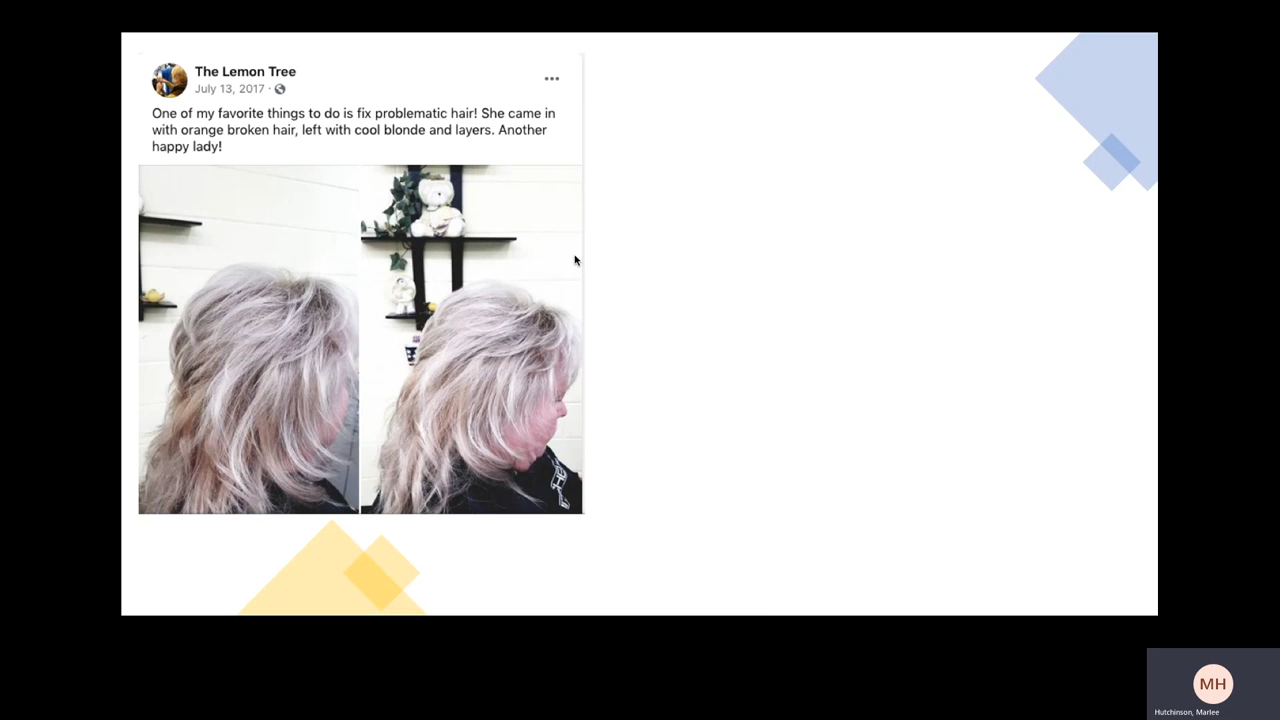 The Lemon Tree
July 13, 2017 ·
One of my favorite things to do is fix problematic hair! She came in
with orange broken hair, left with cool blonde and layers. Another
happy lady!
MH
Hutchinson, Marlee